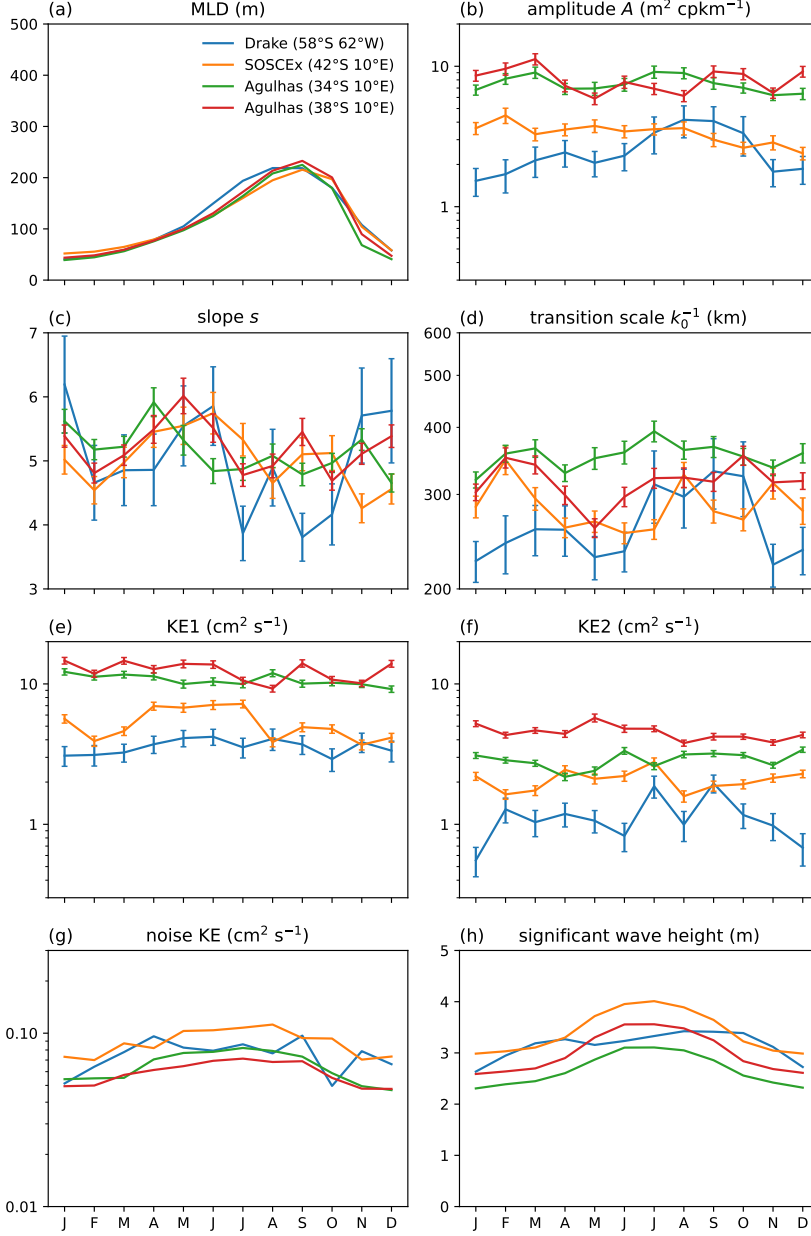 (a) MLD (m)
500
400
300
200
100
0
Drake (58°S 62°W)
SOSCEx (42°S 10°E)
Agulhas (34°S 10°E)
Agulhas (38°S 10°E)
(b) amplitude A (m² cpkm⁻¹)
10
1
(c) slope s
7
6
5
4
3
(d) transition scale k₀⁻¹ (km)
600
500
400
300
200
(e) KE1 (cm² s⁻¹)
10
1
(f) KE2 (cm² s⁻¹)
10
1
(g) noise KE (cm² s⁻¹)
0.10
0.01
J F M A M J J A S O N D
(h) significant wave height (m)
5
4
3
2
1
0
J F M A M J J A S O N D